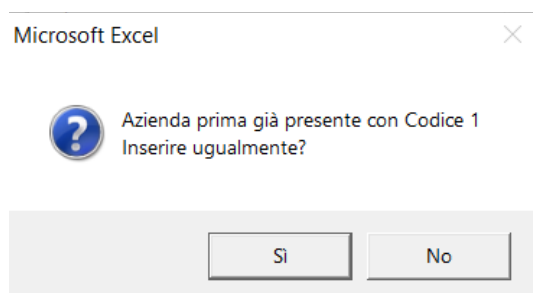 Microsoft Excel
Azienda prima già presente con Codice 1
Inserire ugualmente?
Sì
No